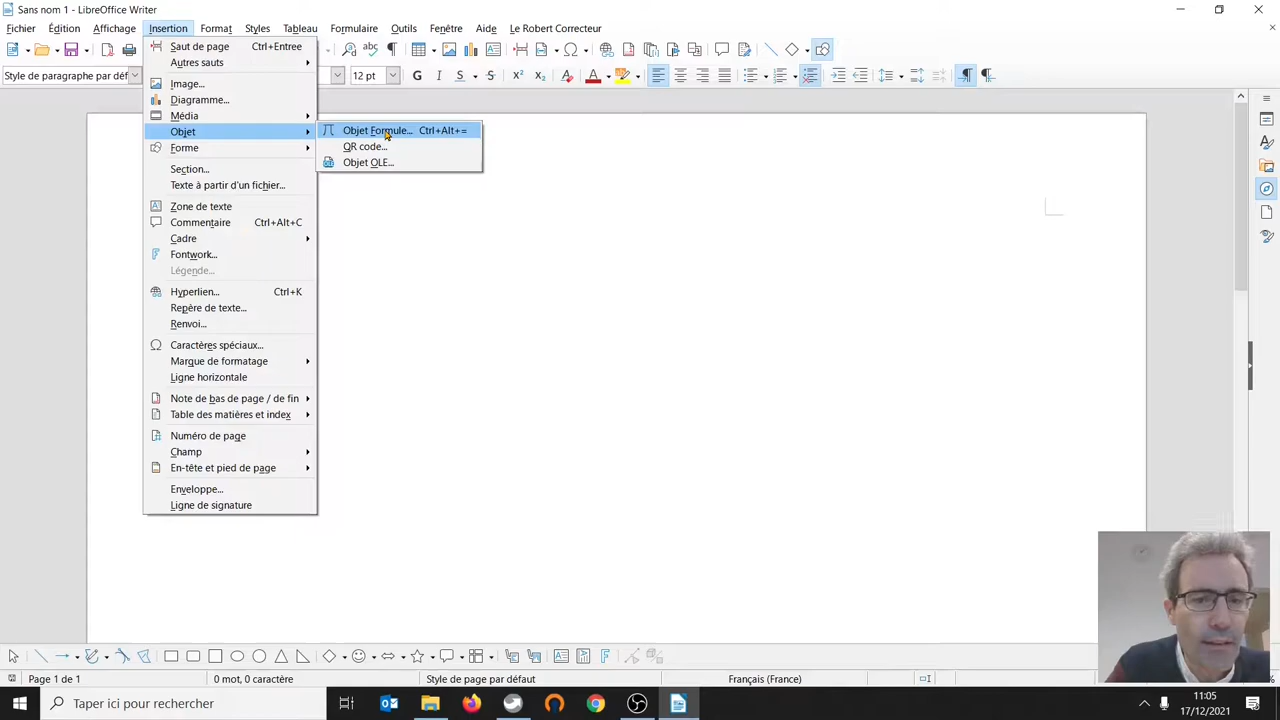 Sans nom 1 - LibreOffice Writer
Fichier Édition Affichage Insertion Format Styles Tableau Formulaire Outils Fenêtre Aide Le Robert Correcteur
Style de paragraphe par déf 12 pt
Saut de page Ctrl+Entree
Autres sauts
Image...
Diagramme...
Média
Objet
Forme
Section...
Texte à partir d'un fichier...
Zone de texte
Commentaire Ctrl+Alt+C
Cadre
Fontwork...
Légende...
Hyperlien... Ctrl+K
Repère de texte...
Renvoi...
Caractères spéciaux...
Marque de formatage
Ligne horizontale
Note de bas de page / de fin
Table des matières et index
Numéro de page
Champ
En-tête et pied de page
Enveloppe...
Ligne de signature
Objet Formule... Ctrl+Alt+=
QR code...
Objet OLE...
Page 1 de 1 0 mot, 0 caractère Style de page par défaut Français (France)
Taper ici pour rechercher
11:05
17/12/2021